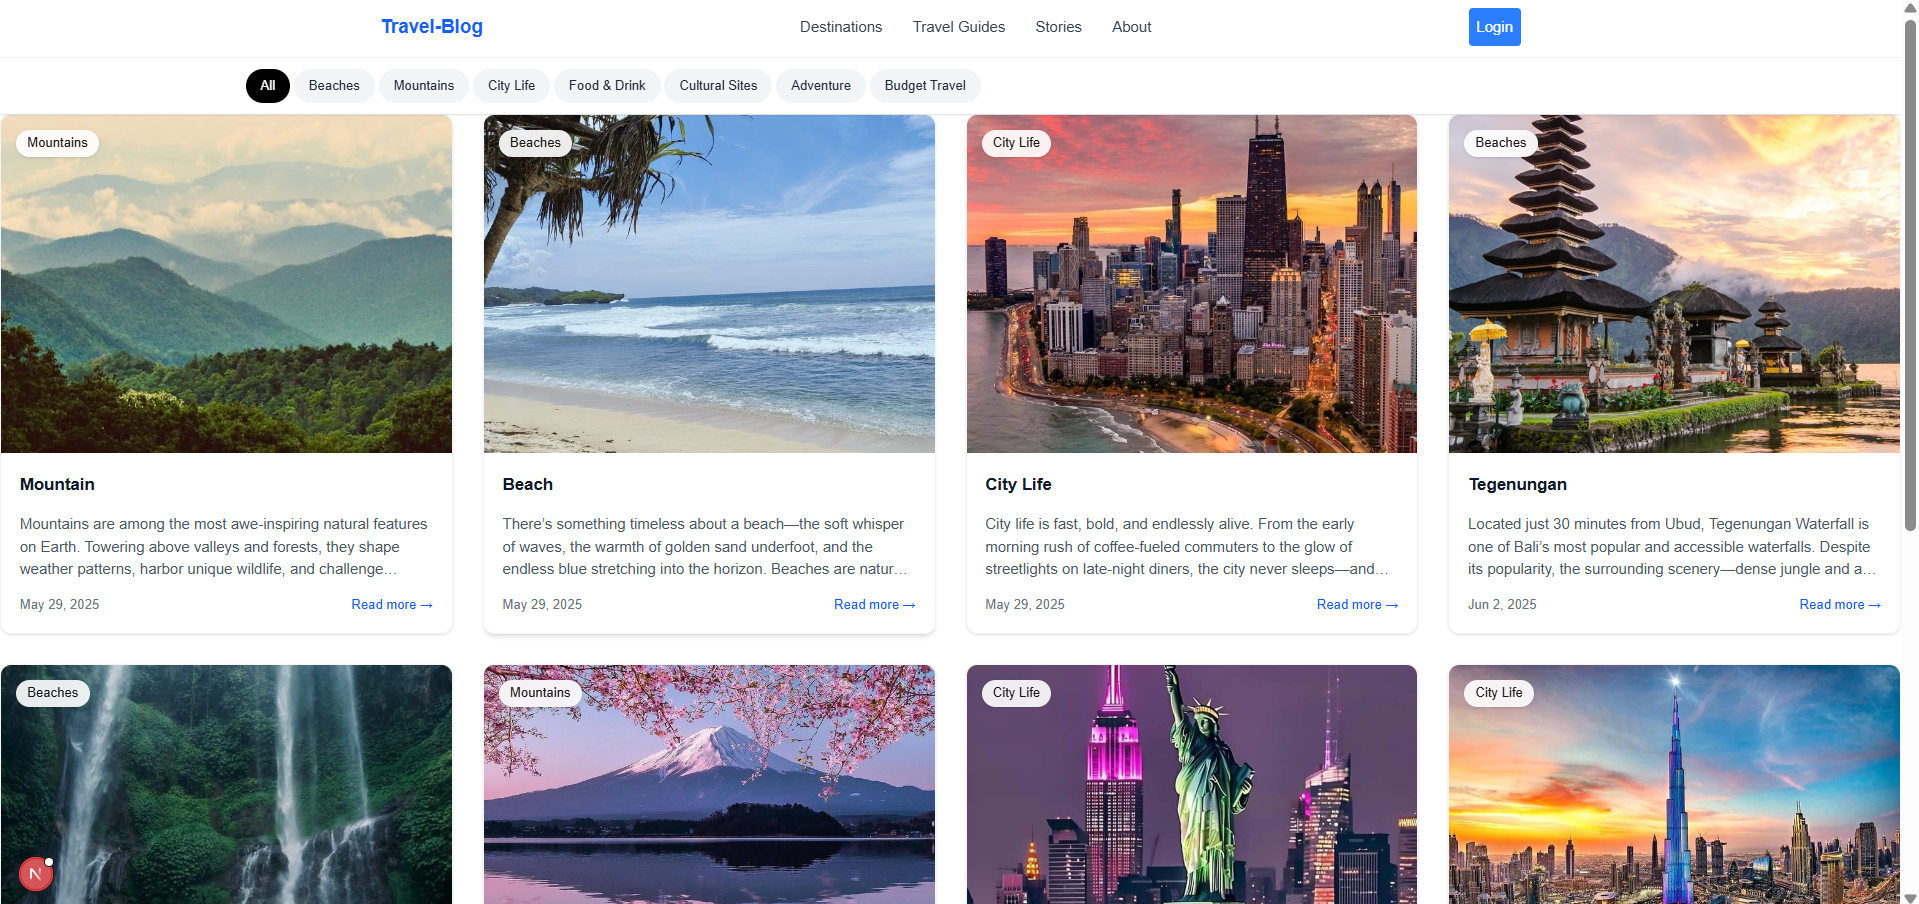 Travel-Blog
Destinations
Travel Guides
Stories
About
Login
All
Beaches
Mountains
City Life
Food & Drink
Cultural Sites
Adventure
Budget Travel
Mountains
Mountain
Mountains are among the most awe-inspiring natural features
on Earth. Towering above valleys and forests, they shape
weather patterns, harbor unique wildlife, and challenge…
May 29, 2025
Read more →
Beaches
Beach
There’s something timeless about a beach—the soft whisper
of waves, the warmth of golden sand underfoot, and the
endless blue stretching into the horizon. Beaches are natur…
May 29, 2025
Read more →
City Life
City Life
City life is fast, bold, and endlessly alive. From the early
morning rush of coffee-fueled commuters to the glow of
streetlights on late-night diners, the city never sleeps—and…
May 29, 2025
Read more →
Beaches
Tegenungan
Located just 30 minutes from Ubud, Tegenungan Waterfall is
one of Bali’s most popular and accessible waterfalls. Despite
its popularity, the surrounding scenery—dense jungle and a…
Jun 2, 2025
Read more →
Beaches
Mountains
City Life
City Life
N